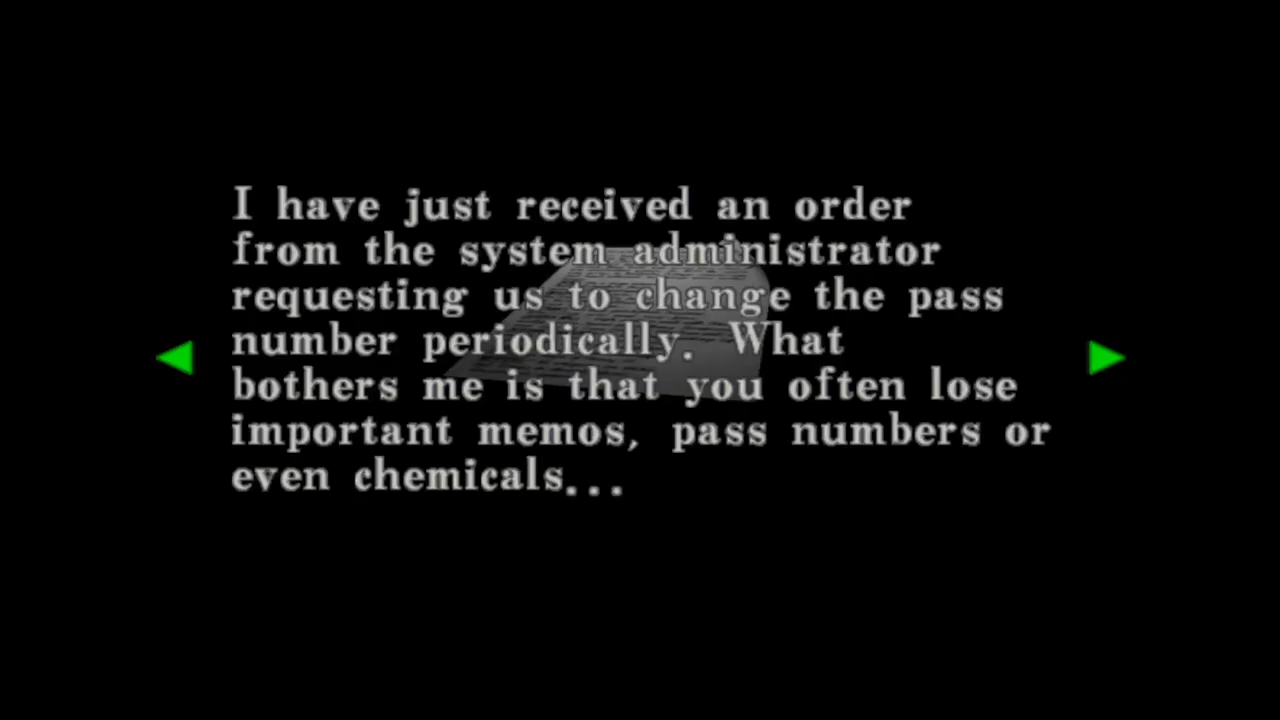 I have just received an order
from the system administrator
requesting us to change the pass
number periodically. What
bothers me is that you often lose
important memos, pass numbers or
even chemicals...